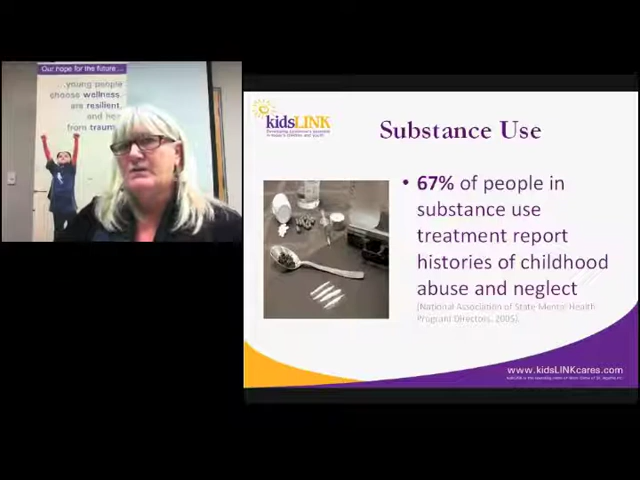 Our hope for the future ...
...young people
choose wellness,
are resilient,
and heal
from trauma
kidsLINK
Substance Use
• 67% of people in
substance use
treatment report
histories of childhood
abuse and neglect
(National Association of State Mental Health
Program Directors, 2005).
www.kidsLINKcares.com